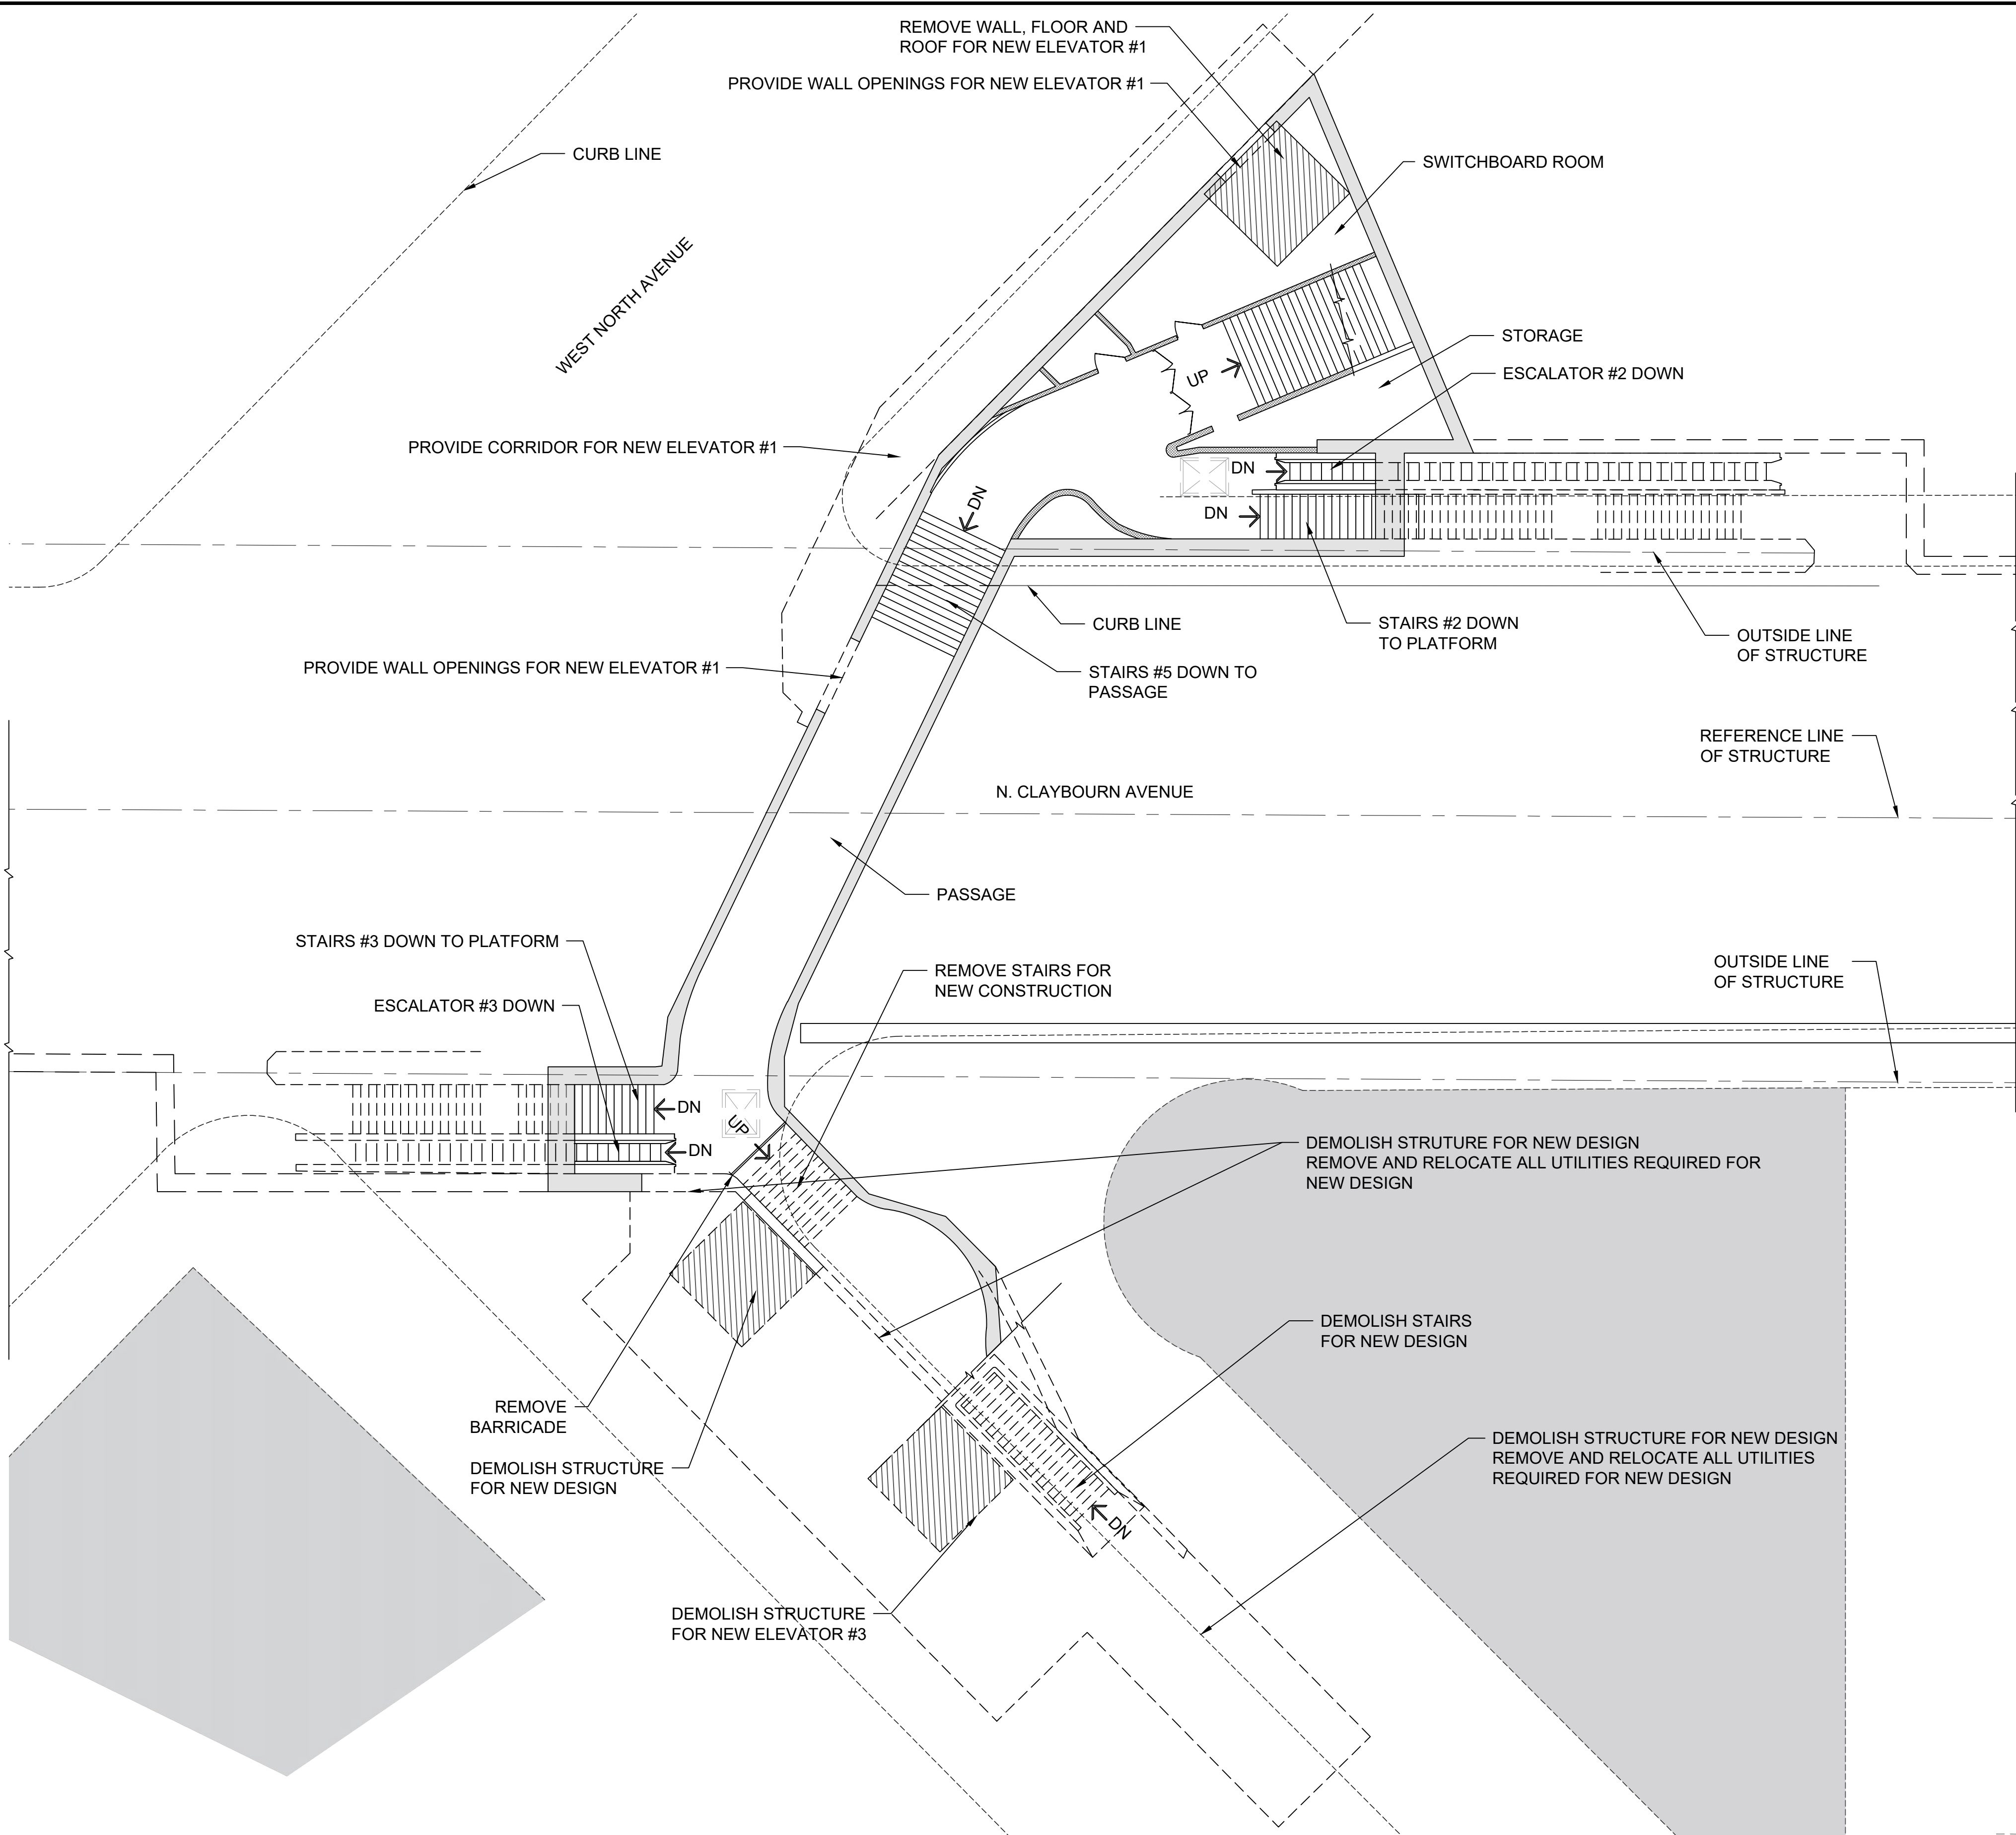 REMOVE WALL, FLOOR AND
ROOF FOR NEW ELEVATOR #1
PROVIDE WALL OPENINGS FOR NEW ELEVATOR #1
CURB LINE
SWITCHBOARD ROOM
WEST NORTH AVENUE
STORAGE
UP
ESCALATOR #2 DOWN
PROVIDE CORRIDOR FOR NEW ELEVATOR #1
DN
DN
DN
CURB LINE
STAIRS #2 DOWN
TO PLATFORM
OUTSIDE LINE
OF STRUCTURE
PROVIDE WALL OPENINGS FOR NEW ELEVATOR #1
STAIRS #5 DOWN TO
PASSAGE
REFERENCE LINE
OF STRUCTURE
N. CLAYBOURN AVENUE
PASSAGE
STAIRS #3 DOWN TO PLATFORM
REMOVE STAIRS FOR
NEW CONSTRUCTION
OUTSIDE LINE
OF STRUCTURE
ESCALATOR #3 DOWN
DN
UP
DN
DEMOLISH STRUTURE FOR NEW DESIGN
REMOVE AND RELOCATE ALL UTILITIES REQUIRED FOR
NEW DESIGN
DEMOLISH STAIRS
FOR NEW DESIGN
REMOVE
BARRICADE
DEMOLISH STRUCTURE
FOR NEW DESIGN
DEMOLISH STRUCTURE FOR NEW DESIGN
REMOVE AND RELOCATE ALL UTILITIES
REQUIRED FOR NEW DESIGN
DN
DEMOLISH STRUCTURE
FOR NEW ELEVATOR #3